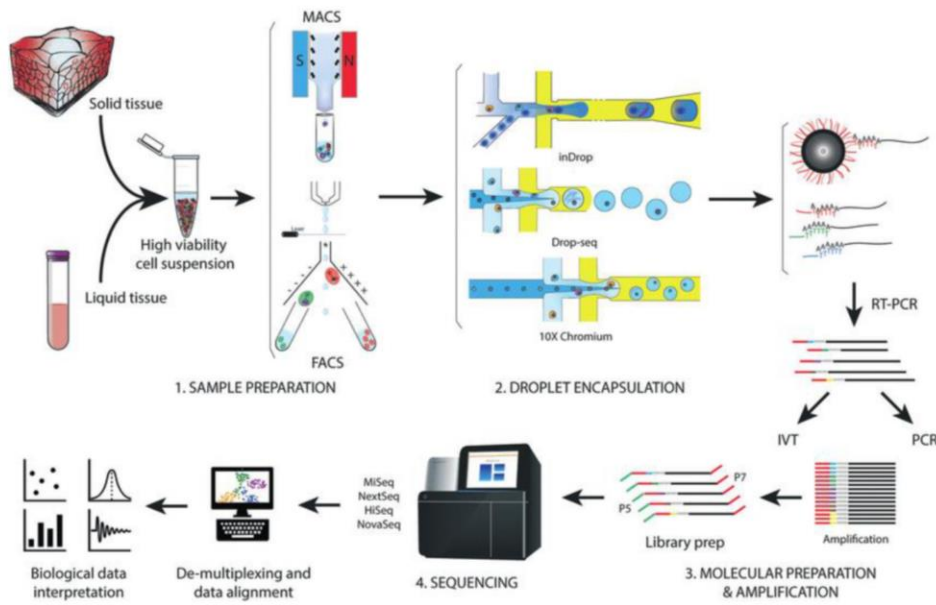 MACS
Solid tissue
S
N
High viability
cell suspension
Liquid tissue
Laser
FACS
1. SAMPLE PREPARATION
inDrop
Drop-seq
10X Chromium
2. DROPLET ENCAPSULATION
RT-PCR
IVT
PCR
Amplification
P7
P5
Library prep
3. MOLECULAR PREPARATION
& AMPLIFICATION
MiSeq
NextSeq
HiSeq
NovaSeq
4. SEQUENCING
De-multiplexing and
data alignment
Biological data
interpretation